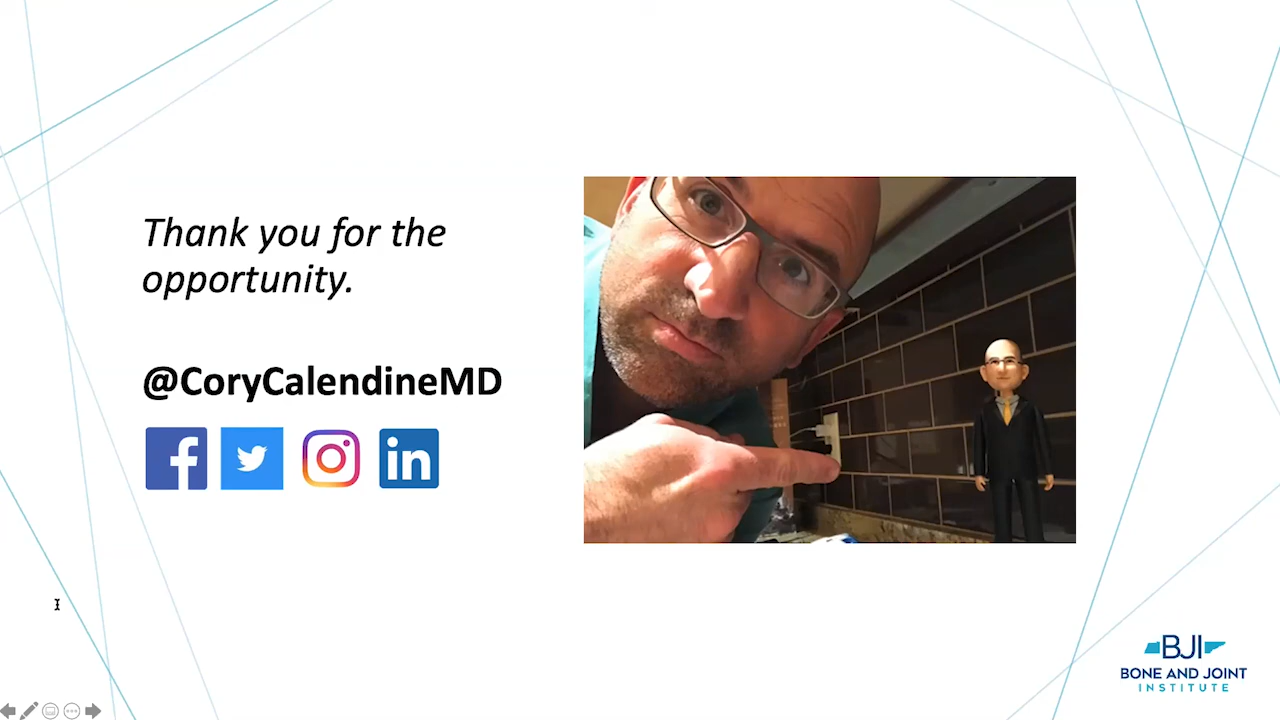 Thank you for the
opportunity.
@CoryCalendineMD
BJI
BONE AND JOINT
INSTITUTE